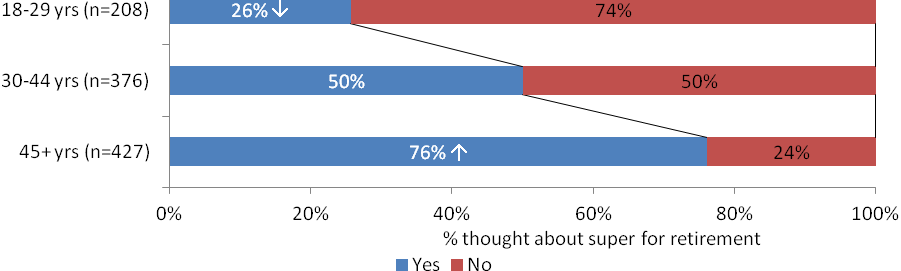 18-29 yrs (n=208) 26% ↓ 74%
30-44 yrs (n=376) 50% 50%
45+ yrs (n=427) 76% ↑ 24%
0% 20% 40% 60% 80% 100%
% thought about super for retirement
Yes No